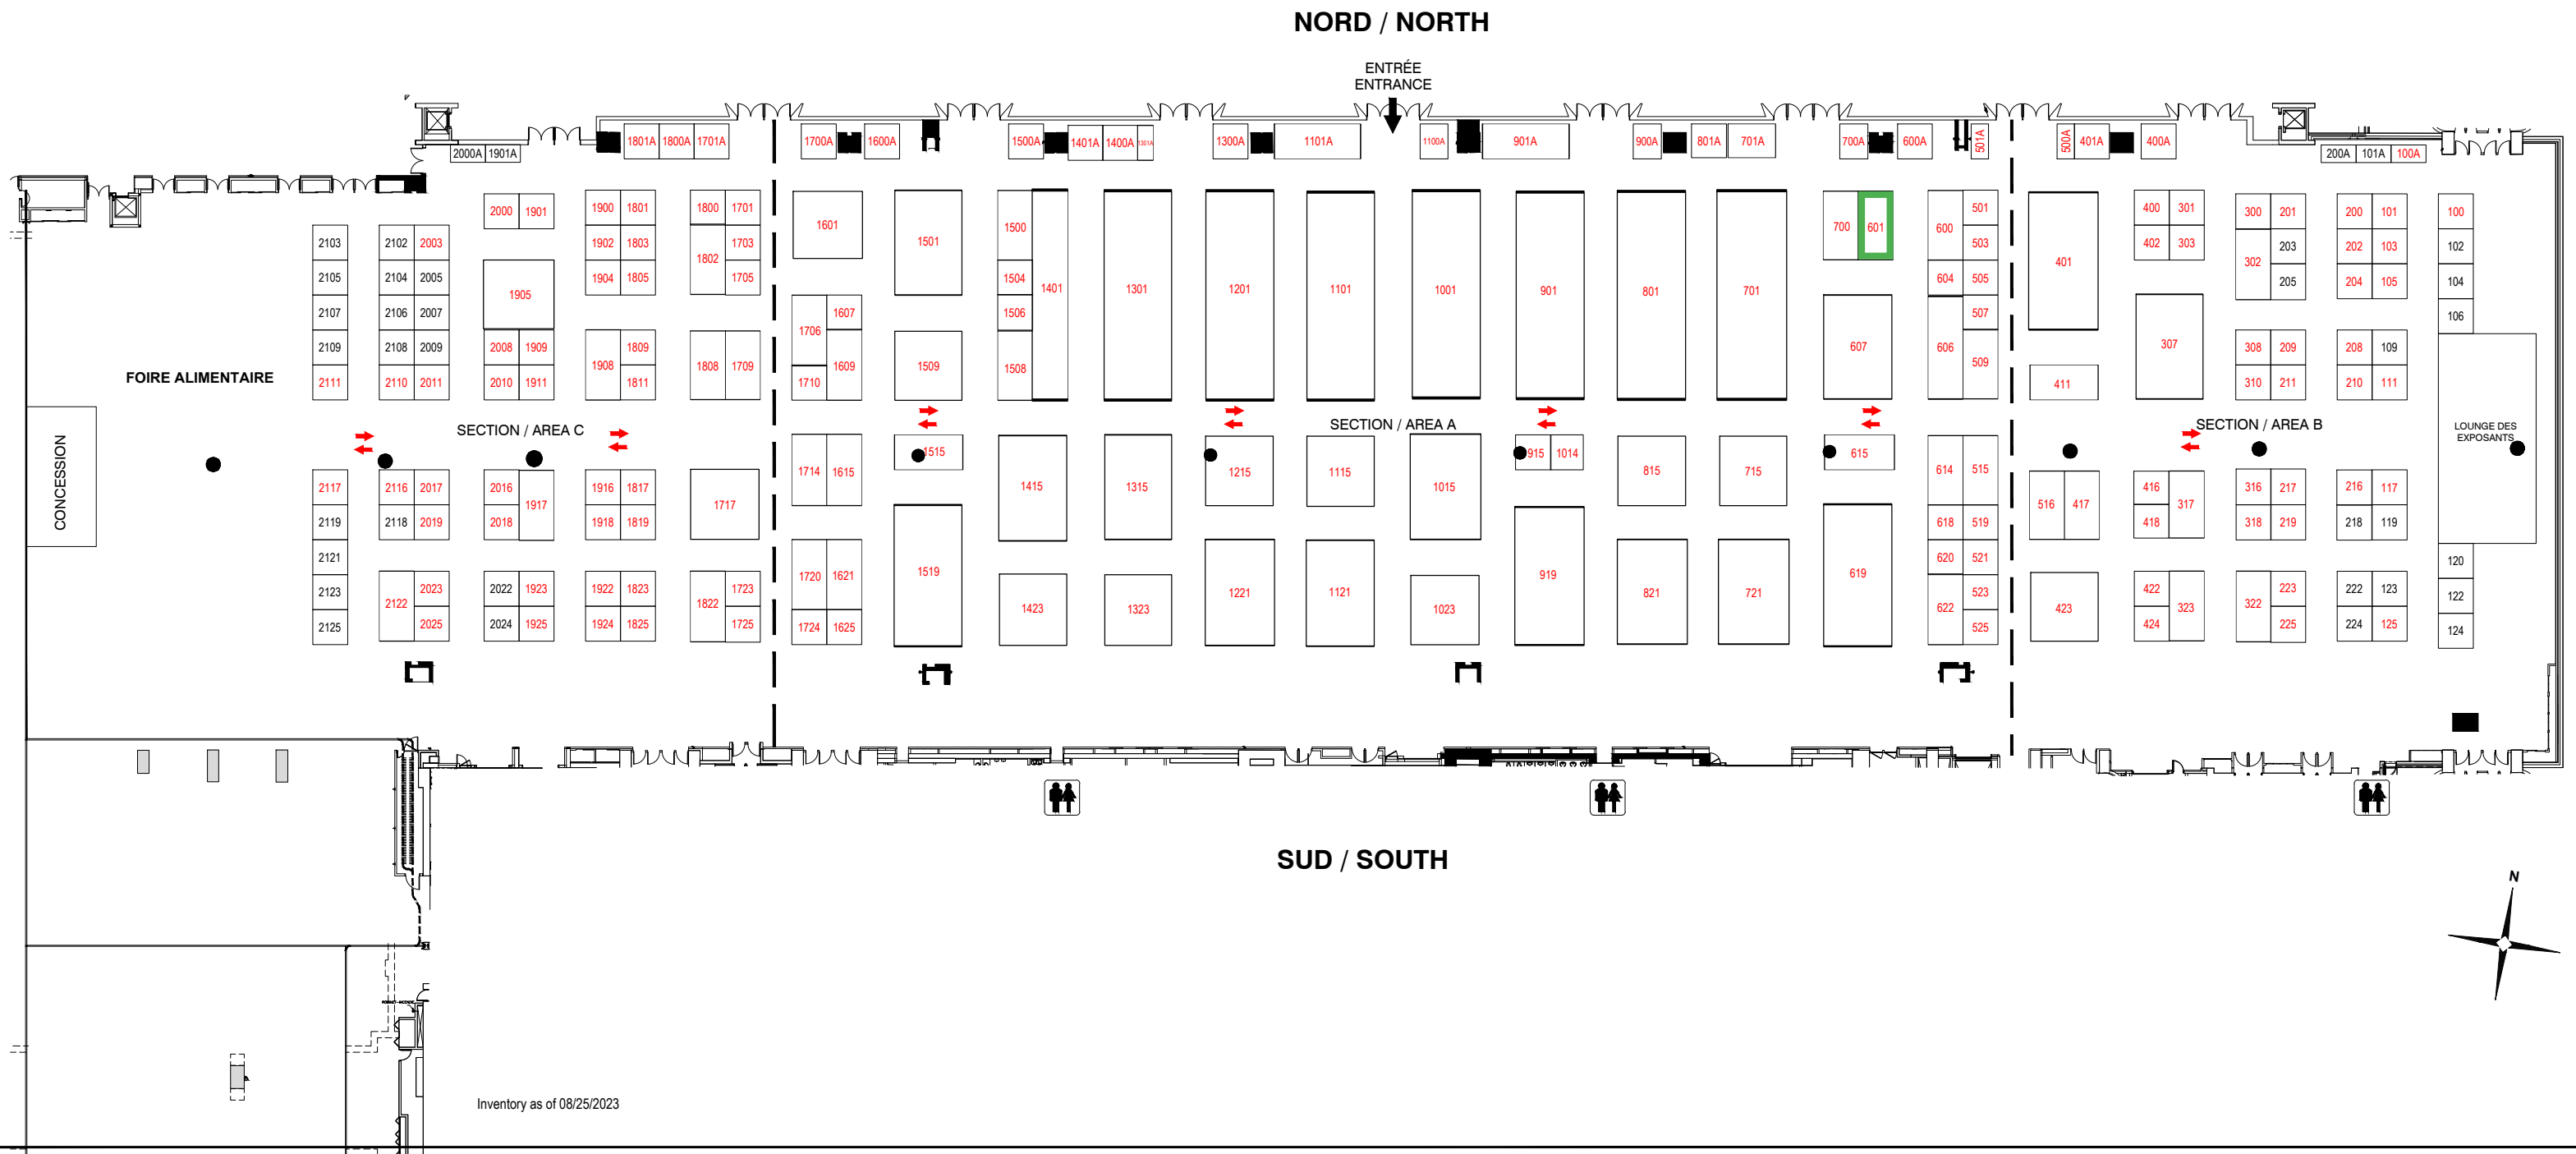 NORD / NORTH
ENTRÉE
ENTRANCE
1801A 1800A 1701A 1700A 1600A 1500A 1401A 1400A 1301A 1300A 1101A 1100A 901A 900A 801A 701A 700A 600A 501A 500A 401A 400A
2000A 1901A 200A 101A 100A
2000 1901 1900 1801 1800 1701 1601 1501 1500 1401 1301 1201 1101 1001 901 801 701 700 601 600 501 401 400 301 300 201 200 101 100
2103 2102 2003 1902 1803 1802 1703 503 402 303 302 203 202 103 102
2105 2104 2005 1905 1904 1805 1705 1504 604 505 205 204 105 104
2107 2106 2007 1706 1607 1506 607 606 507 307 106
2109 2108 2009 2008 1909 1908 1809 1808 1709 1609 1509 1508 509 308 209 208 109
2111 2110 2011 2010 1911 1811 1710 411 310 211 210 111
FOIRE ALIMENTAIRE
SECTION / AREA C
SECTION / AREA A
SECTION / AREA B
LOUNGE DES
EXPOSANTS
CONCESSION
1714 1615 1515 1415 1315 1215 1115 1015 915 1014 815 715 615 614 515
2117 2116 2017 2016 1917 1916 1817 1717 516 417 416 317 316 217 216 117
2119 2118 2019 2018 1918 1819 618 519 418 318 219 218 119
2121 1720 1621 1519 1221 1121 919 821 721 619 620 521 120
2123 2122 2023 2022 1923 1922 1823 1822 1723 1423 1323 1023 622 523 423 422 323 322 223 222 123 122
2125 2025 2024 1925 1924 1825 1725 1724 1625 525 424 225 224 125 124
SUD / SOUTH
N
Inventory as of 08/25/2023